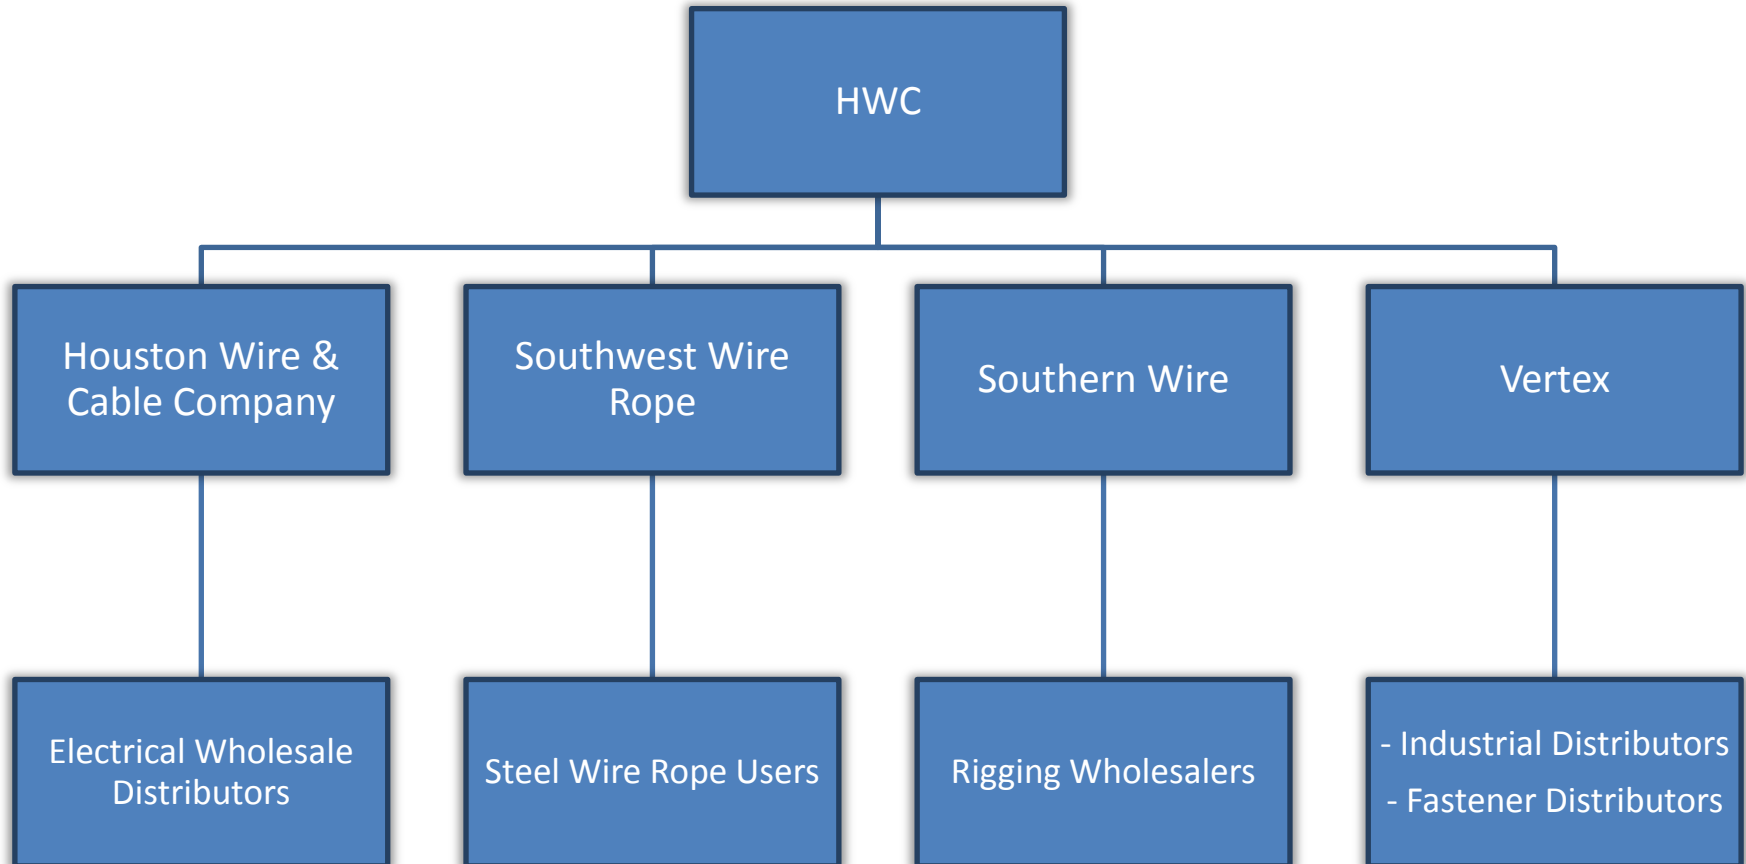 HWC
Houston Wire &
Cable Company
Southwest Wire
Rope
Southern Wire
Vertex
Electrical Wholesale
Distributors
Steel Wire Rope Users
Rigging Wholesalers
- Industrial Distributors
- Fastener Distributors